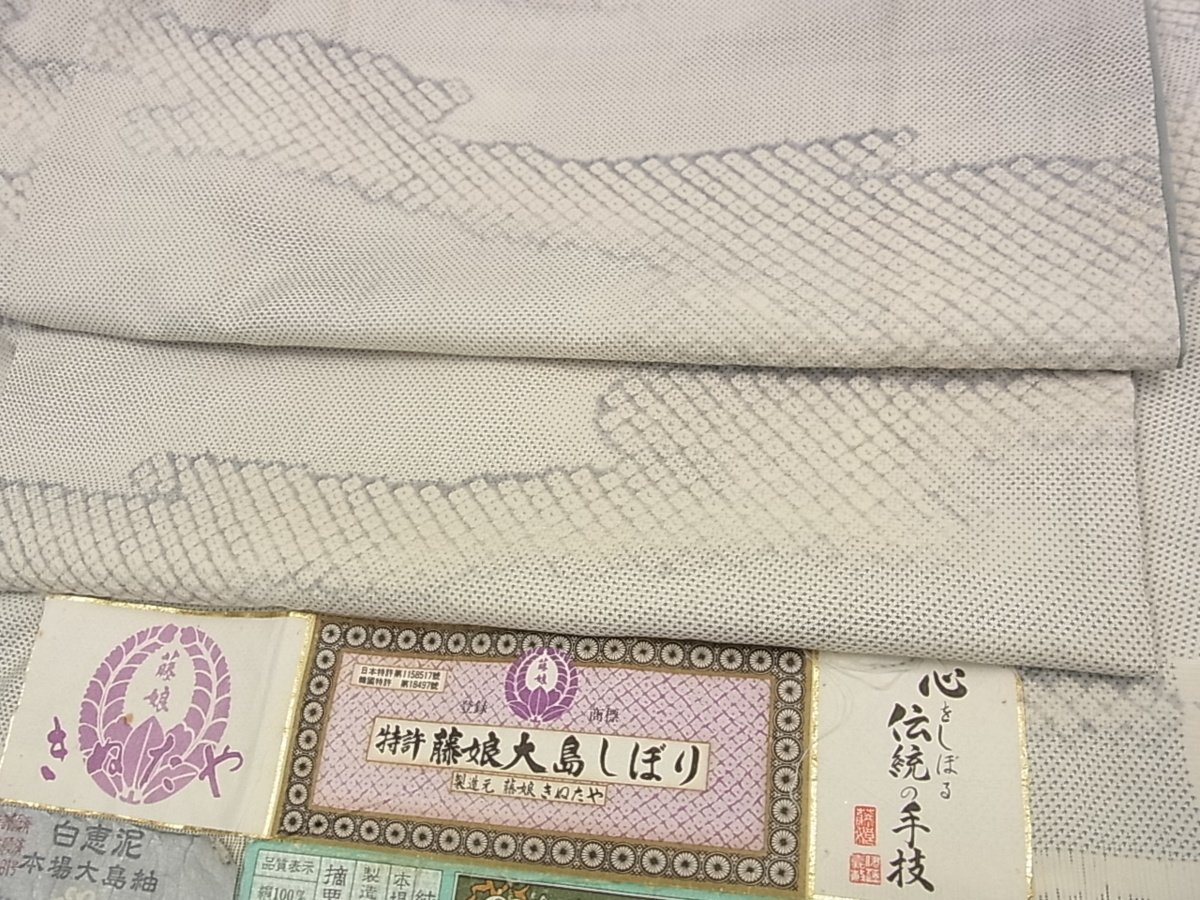 藤娘
きぬたや
日本特許第1158517號
韓國特許 第18497號
藤娘
登録 商標
特許 藤娘大島しぼり
製造元 藤娘 きぬたや
心をしぼる
伝統の手技
白恵泥
本場大島紬
品質表示
絹100%